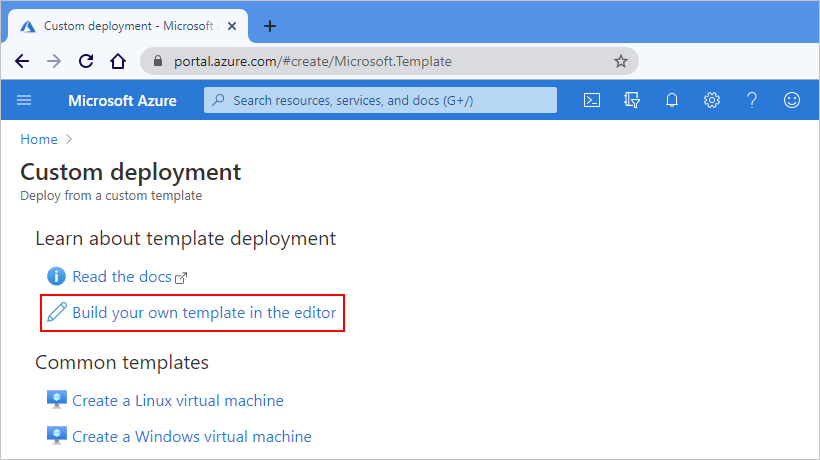 Custom deployment - Microsoft
portal.azure.com/#create/Microsoft.Template
Microsoft Azure
Search resources, services, and docs (G+/)
Home
Custom deployment
Deploy from a custom template
Learn about template deployment
Read the docs
Build your own template in the editor
Common templates
Create a Linux virtual machine
Create a Windows virtual machine